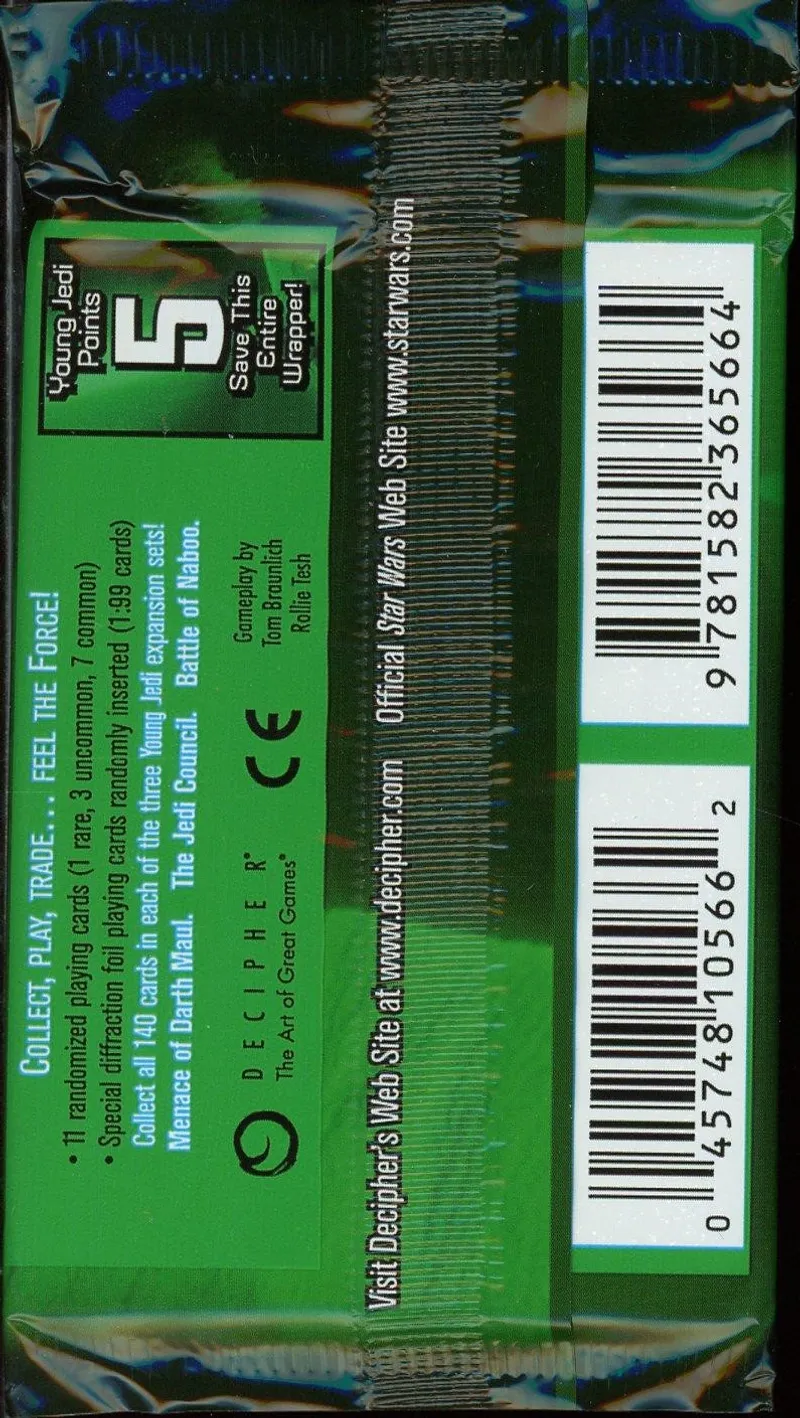 COLLECT, PLAY, TRADE... FEEL THE FORCE!
• 11 randomized playing cards (1 rare, 3 uncommon, 7 common)
• Special diffraction foil playing cards randomly inserted (1:99 cards)
Collect all 140 cards in each of the three Young Jedi expansion sets!
Menace of Darth Maul. The Jedi Council. Battle of Naboo.
DECIPHER®
The Art of Great Games®
CE
Gameplay by
Tom Braunlich
Rollie Tesh
Young Jedi
Points
5
Save This
Entire
Wrapper!
Visit Decipher's Web Site at www.decipher.com Official Star Wars Web Site www.starwars.com
0 45748 10566 2
9 781582 365664